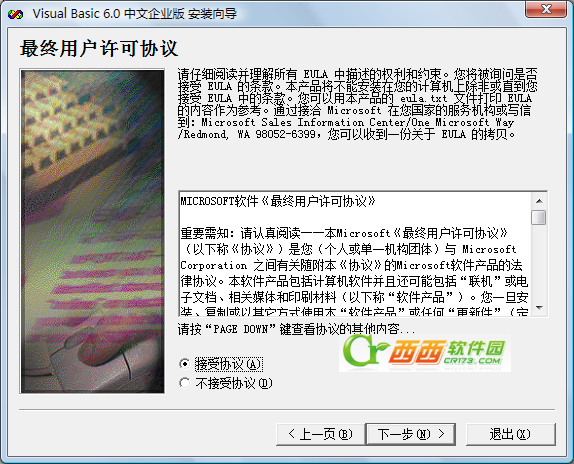 Visual Basic 6.0 中文企业版 安装向导
最终用户许可协议
请仔细阅读并理解所有 EULA 中描述的权利和约束。您将被询问是否
接受 EULA 的条款。本产品将不能安装在您的计算机上除非或直到您
接受 EULA 中的条款。您可以用本产品的 eula.txt 文件打印 EULA
的内容作为参考。通过接洽 Microsoft 在您国家的服务机构或写信
到：Microsoft Sales Information Center/One Microsoft Way
/Redmond, WA 98052-6399，您可以收到一份关于 EULA 的拷贝。
MICROSOFT软件《最终用户许可协议》
重要需知：请认真阅读——本Microsoft《最终用户许可协议》
（以下称《协议》）是您（个人或单一机构团体）与 Microsoft
Corporation 之间有关随附本《协议》的Microsoft软件产品的法
律协议。本软件产品包括计算机软件并且还可能包括“联机”或电
子文档、相关媒体和印刷材料（以下称“软件产品”）。您一旦安
装、复制或以其它方式使用本“软件产品”或任何“更新件”（定
请按“PAGE DOWN”键查看协议的其他内容...
接受协议(A)
不接受协议(D)
西西软件园
CR173.com
< 上一页(B)
下一步(N) >
退出(X)